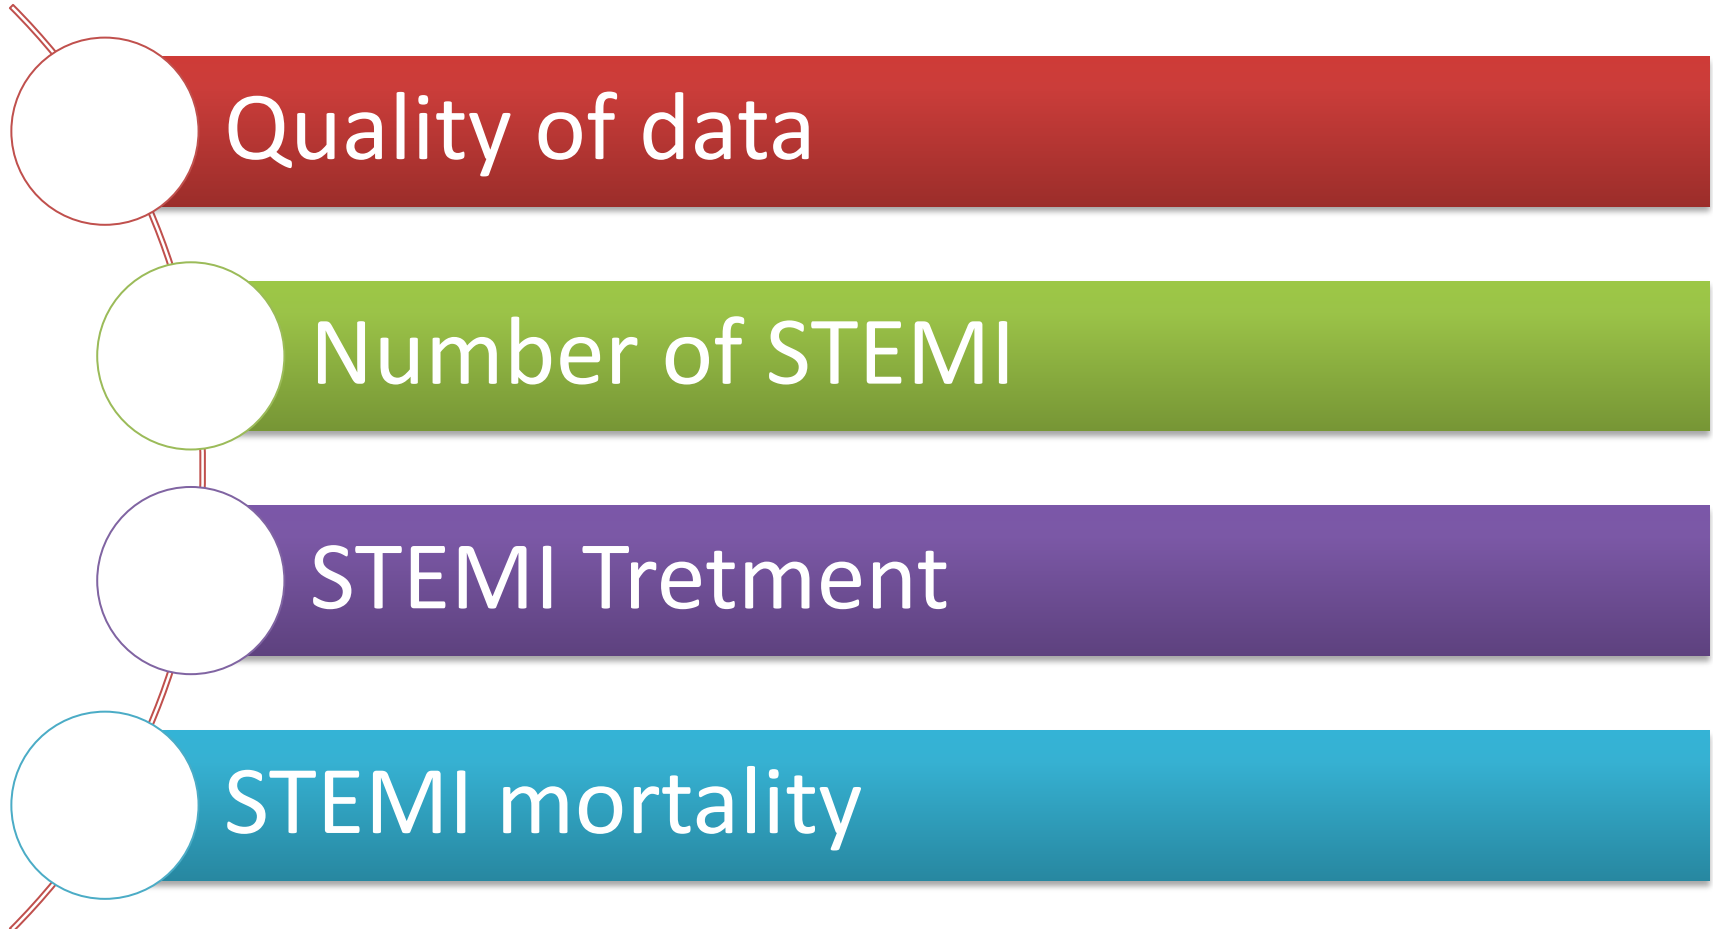 Quality of data
Number of STEMI
STEMI Tretment
STEMI mortality